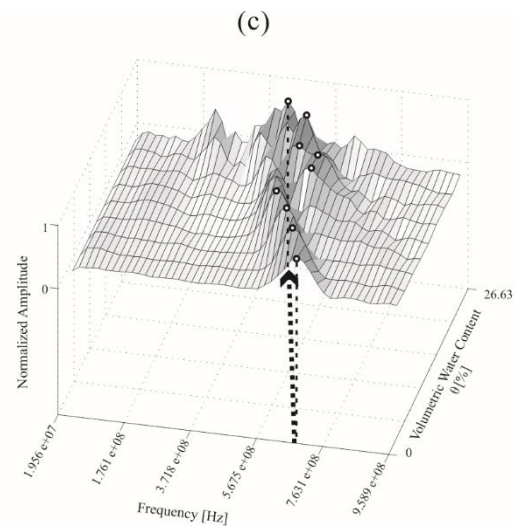 (c)
1
0
Normalized Amplitude
26.63
Volumetric Water Content
θ[%]
0
1.956 e+07
1.761 e+08
3.718 e+08
5.675 e+08
7.631 e+08
9.589 e+08
Frequency [Hz]